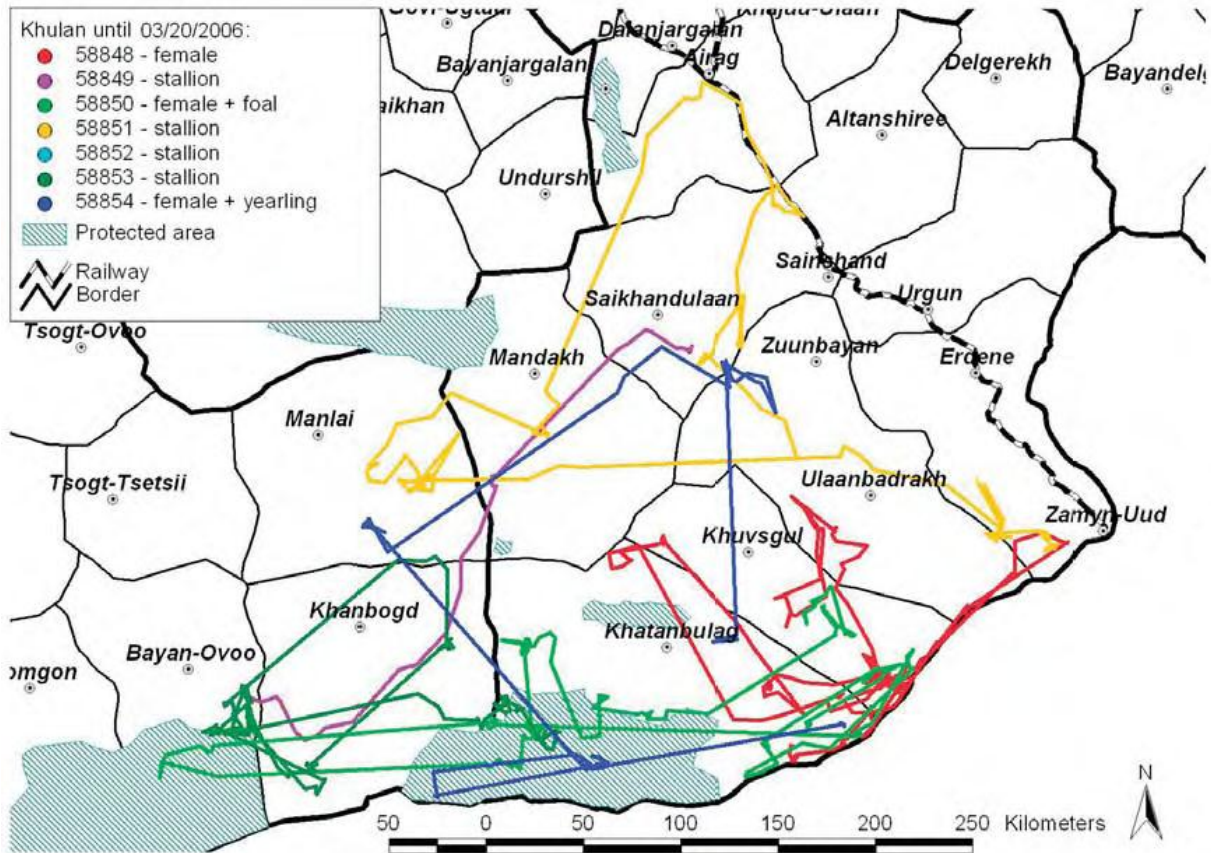 Khulan until 03/20/2006:
58848 - female
58849 - stallion
58850 - female + foal
58851 - stallion
58852 - stallion
58853 - stallion
58854 - female + yearling
Protected area
Railway
Border
Dalanjargalan
Airag
Bayanjargalan
Delgerekh
Bayandelg
aikhan
Altanshiree
Undurshil
Sainshand
Saikhandulaan
Urgun
Tsogt-Ovoo
Mandakh
Zuunbayan
Erdene
Manlai
Tsogt-Tsetsii
Ulaanbadrakh
Zamyn-Uud
Khuvsgul
Khanbogd
Khatanbulag
Bayan-Ovoo
omgon
N
50 0 50 100 150 200 250 Kilometers